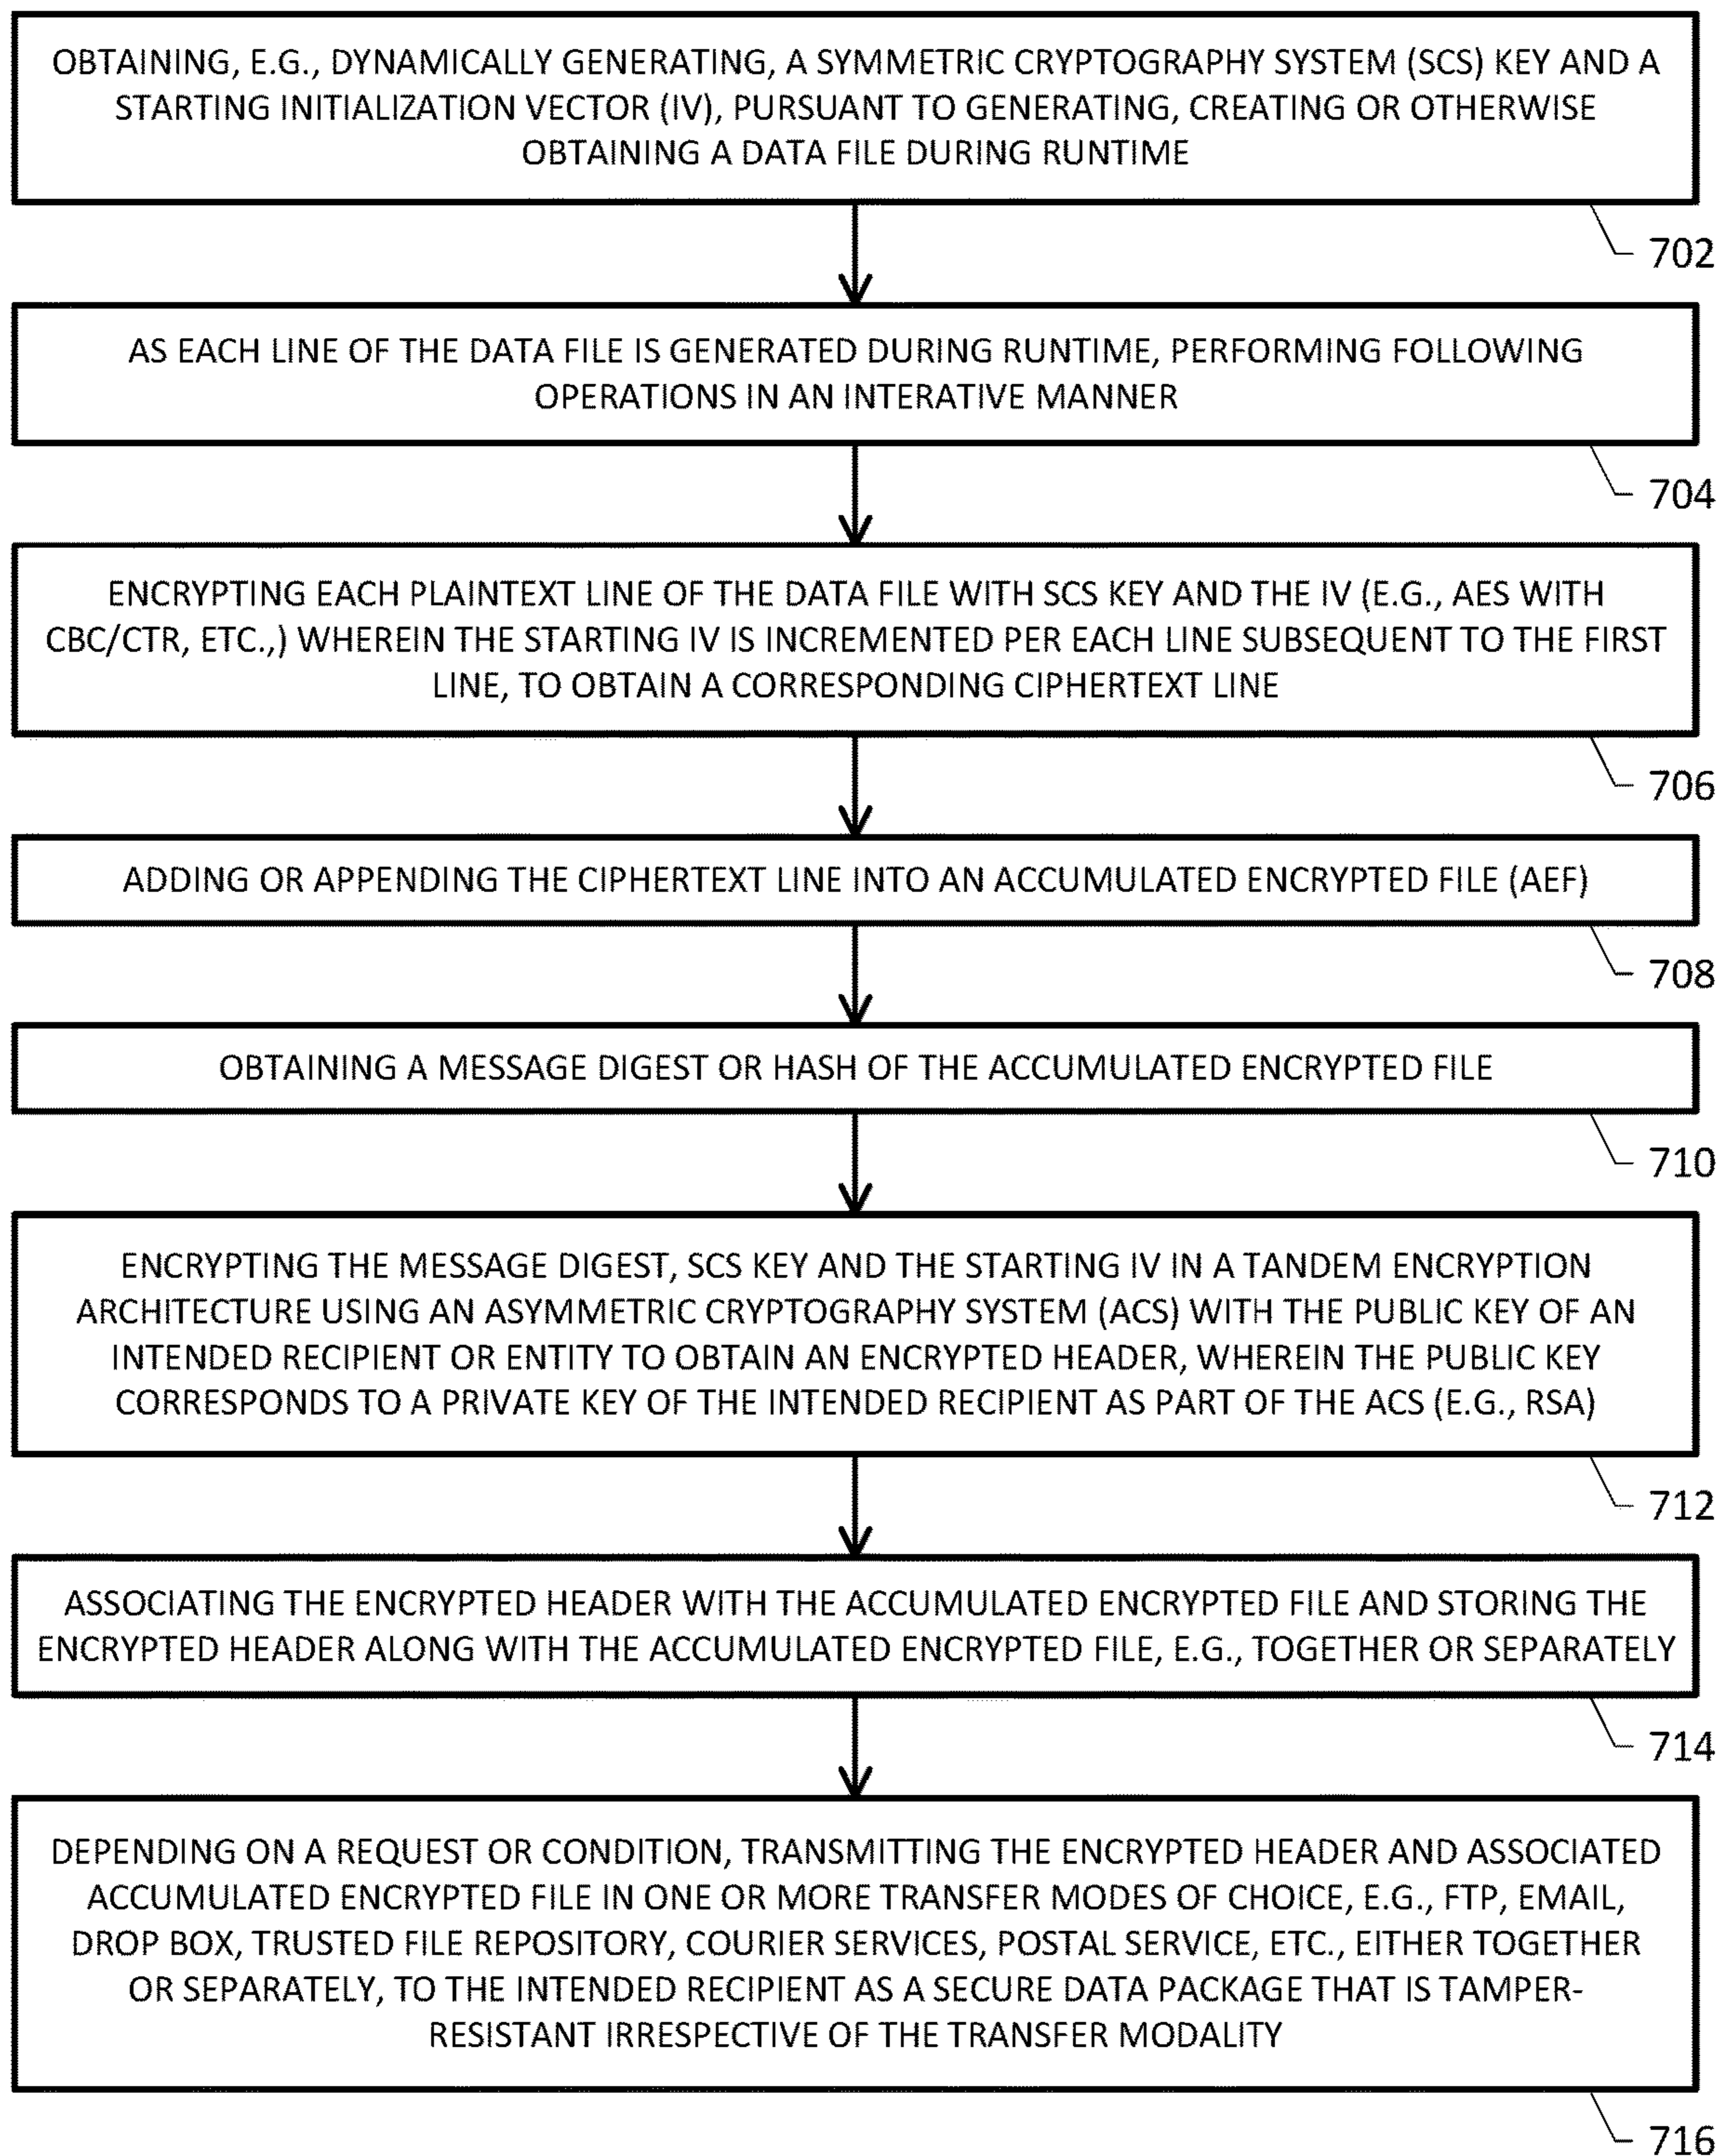 OBTAINING, E.G., DYNAMICALLY GENERATING, A SYMMETRIC CRYPTOGRAPHY SYSTEM (SCS) KEY AND A
STARTING INITIALIZATION VECTOR (IV), PURSUANT TO GENERATING, CREATING OR OTHERWISE
OBTAINING A DATA FILE DURING RUNTIME
702
AS EACH LINE OF THE DATA FILE IS GENERATED DURING RUNTIME, PERFORMING FOLLOWING
OPERATIONS IN AN INTERATIVE MANNER
704
ENCRYPTING EACH PLAINTEXT LINE OF THE DATA FILE WITH SCS KEY AND THE IV (E.G., AES WITH
CBC/CTR, ETC.,) WHEREIN THE STARTING IV IS INCREMENTED PER EACH LINE SUBSEQUENT TO THE FIRST
LINE, TO OBTAIN A CORRESPONDING CIPHERTEXT LINE
706
ADDING OR APPENDING THE CIPHERTEXT LINE INTO AN ACCUMULATED ENCRYPTED FILE (AEF)
708
OBTAINING A MESSAGE DIGEST OR HASH OF THE ACCUMULATED ENCRYPTED FILE
710
ENCRYPTING THE MESSAGE DIGEST, SCS KEY AND THE STARTING IV IN A TANDEM ENCRYPTION
ARCHITECTURE USING AN ASYMMETRIC CRYPTOGRAPHY SYSTEM (ACS) WITH THE PUBLIC KEY OF AN
INTENDED RECIPIENT OR ENTITY TO OBTAIN AN ENCRYPTED HEADER, WHEREIN THE PUBLIC KEY
CORRESPONDS TO A PRIVATE KEY OF THE INTENDED RECIPIENT AS PART OF THE ACS (E.G., RSA)
712
ASSOCIATING THE ENCRYPTED HEADER WITH THE ACCUMULATED ENCRYPTED FILE AND STORING THE
ENCRYPTED HEADER ALONG WITH THE ACCUMULATED ENCRYPTED FILE, E.G., TOGETHER OR SEPARATELY
714
DEPENDING ON A REQUEST OR CONDITION, TRANSMITTING THE ENCRYPTED HEADER AND ASSOCIATED
ACCUMULATED ENCRYPTED FILE IN ONE OR MORE TRANSFER MODES OF CHOICE, E.G., FTP, EMAIL,
DROP BOX, TRUSTED FILE REPOSITORY, COURIER SERVICES, POSTAL SERVICE, ETC., EITHER TOGETHER
OR SEPARATELY, TO THE INTENDED RECIPIENT AS A SECURE DATA PACKAGE THAT IS TAMPER-
RESISTANT IRRESPECTIVE OF THE TRANSFER MODALITY
716